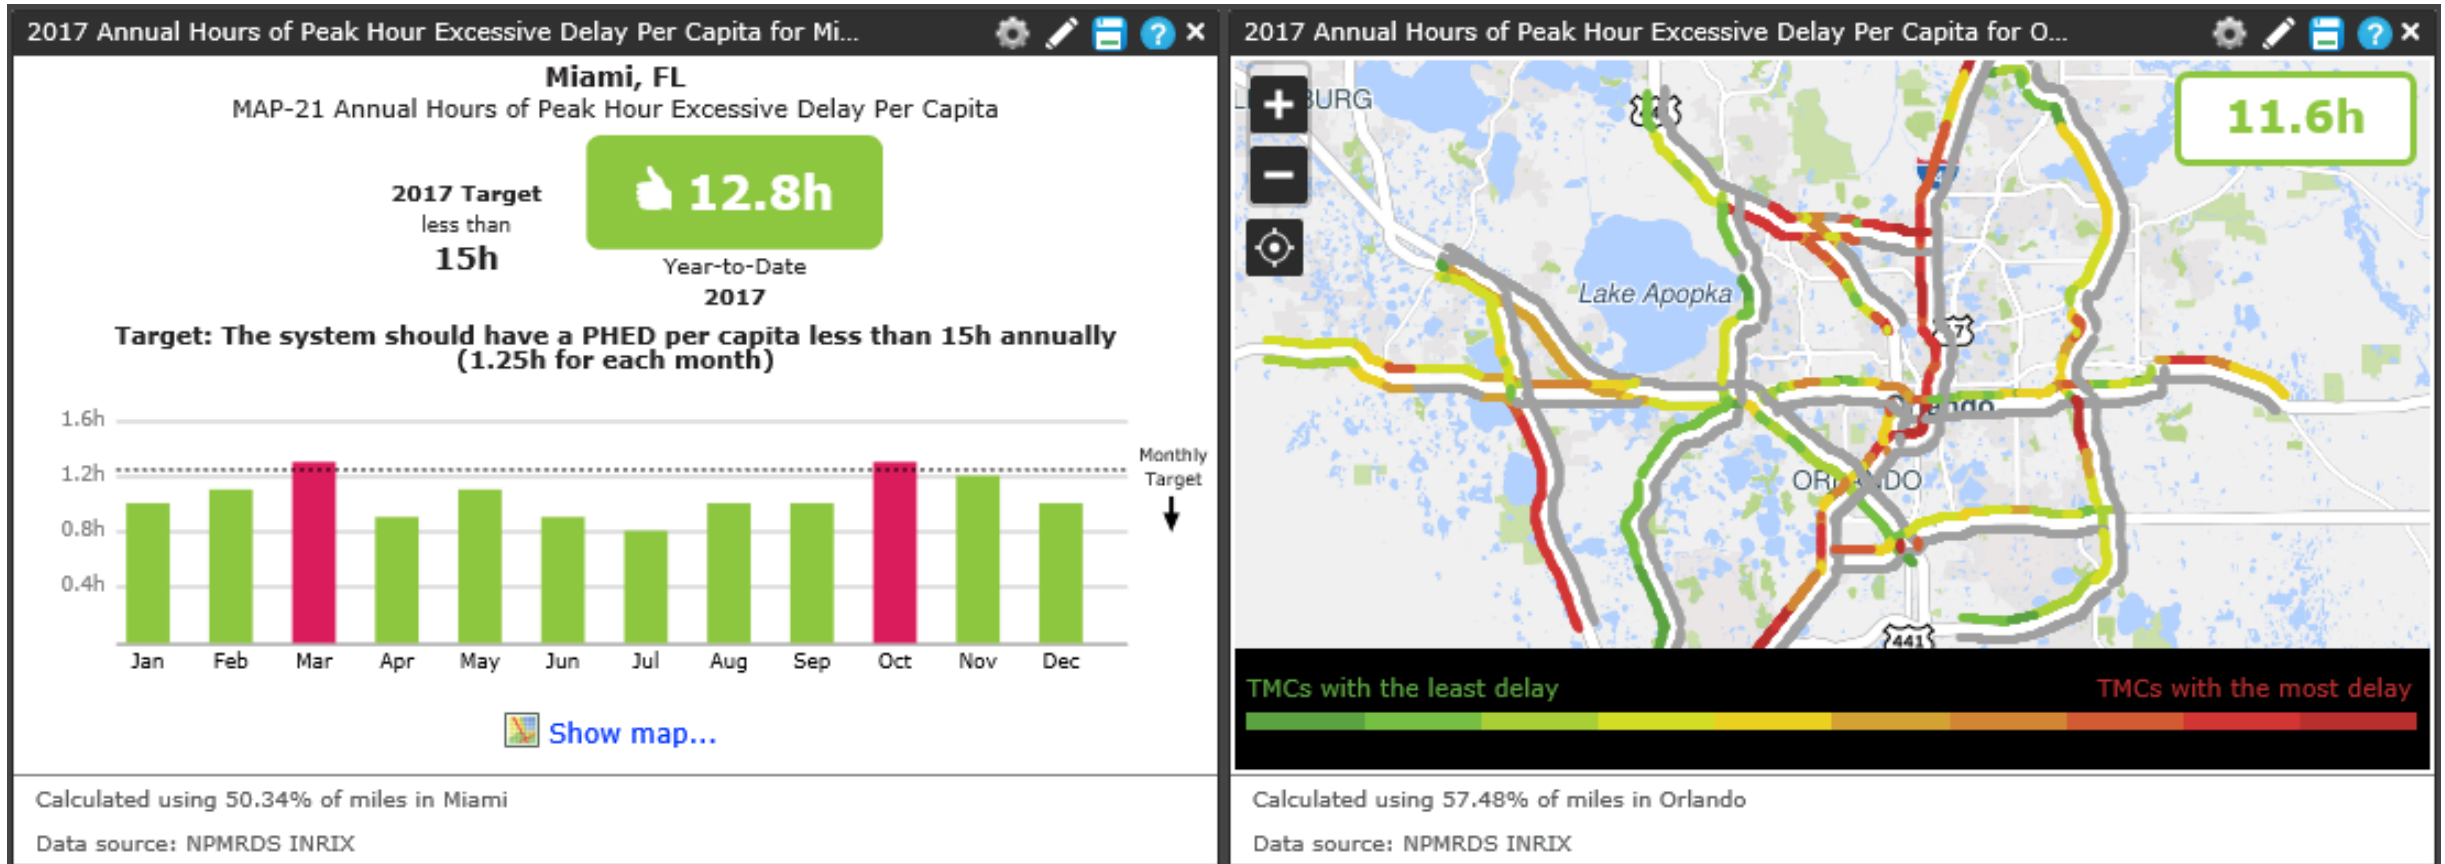 2017 Annual Hours of Peak Hour Excessive Delay Per Capita for Mi...
Miami, FL
MAP-21 Annual Hours of Peak Hour Excessive Delay Per Capita
2017 Target
less than
15h
12.8h
Year-to-Date
2017
Target: The system should have a PHED per capita less than 15h annually
(1.25h for each month)
1.6h
1.2h
0.8h
0.4h
Monthly
Target
Jan Feb Mar Apr May Jun Jul Aug Sep Oct Nov Dec
Show map...
Calculated using 50.34% of miles in Miami
Data source: NPMRDS INRIX
2017 Annual Hours of Peak Hour Excessive Delay Per Capita for O...
11.6h
Lake Apopka
Orlando
ORLANDO
441
TMCs with the least delay
TMCs with the most delay
Calculated using 57.48% of miles in Orlando
Data source: NPMRDS INRIX